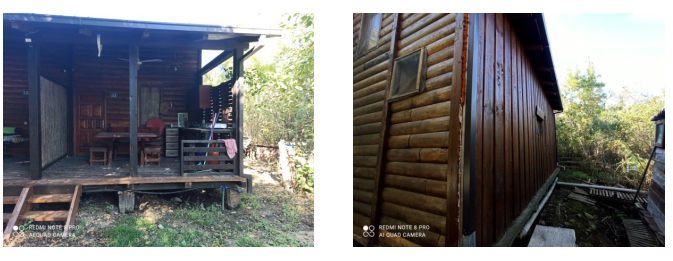 REDMI NOTE 8 PRO
AI QUAD CAMERA
REDMI NOTE 8 PRO
AI QUAD CAMERA